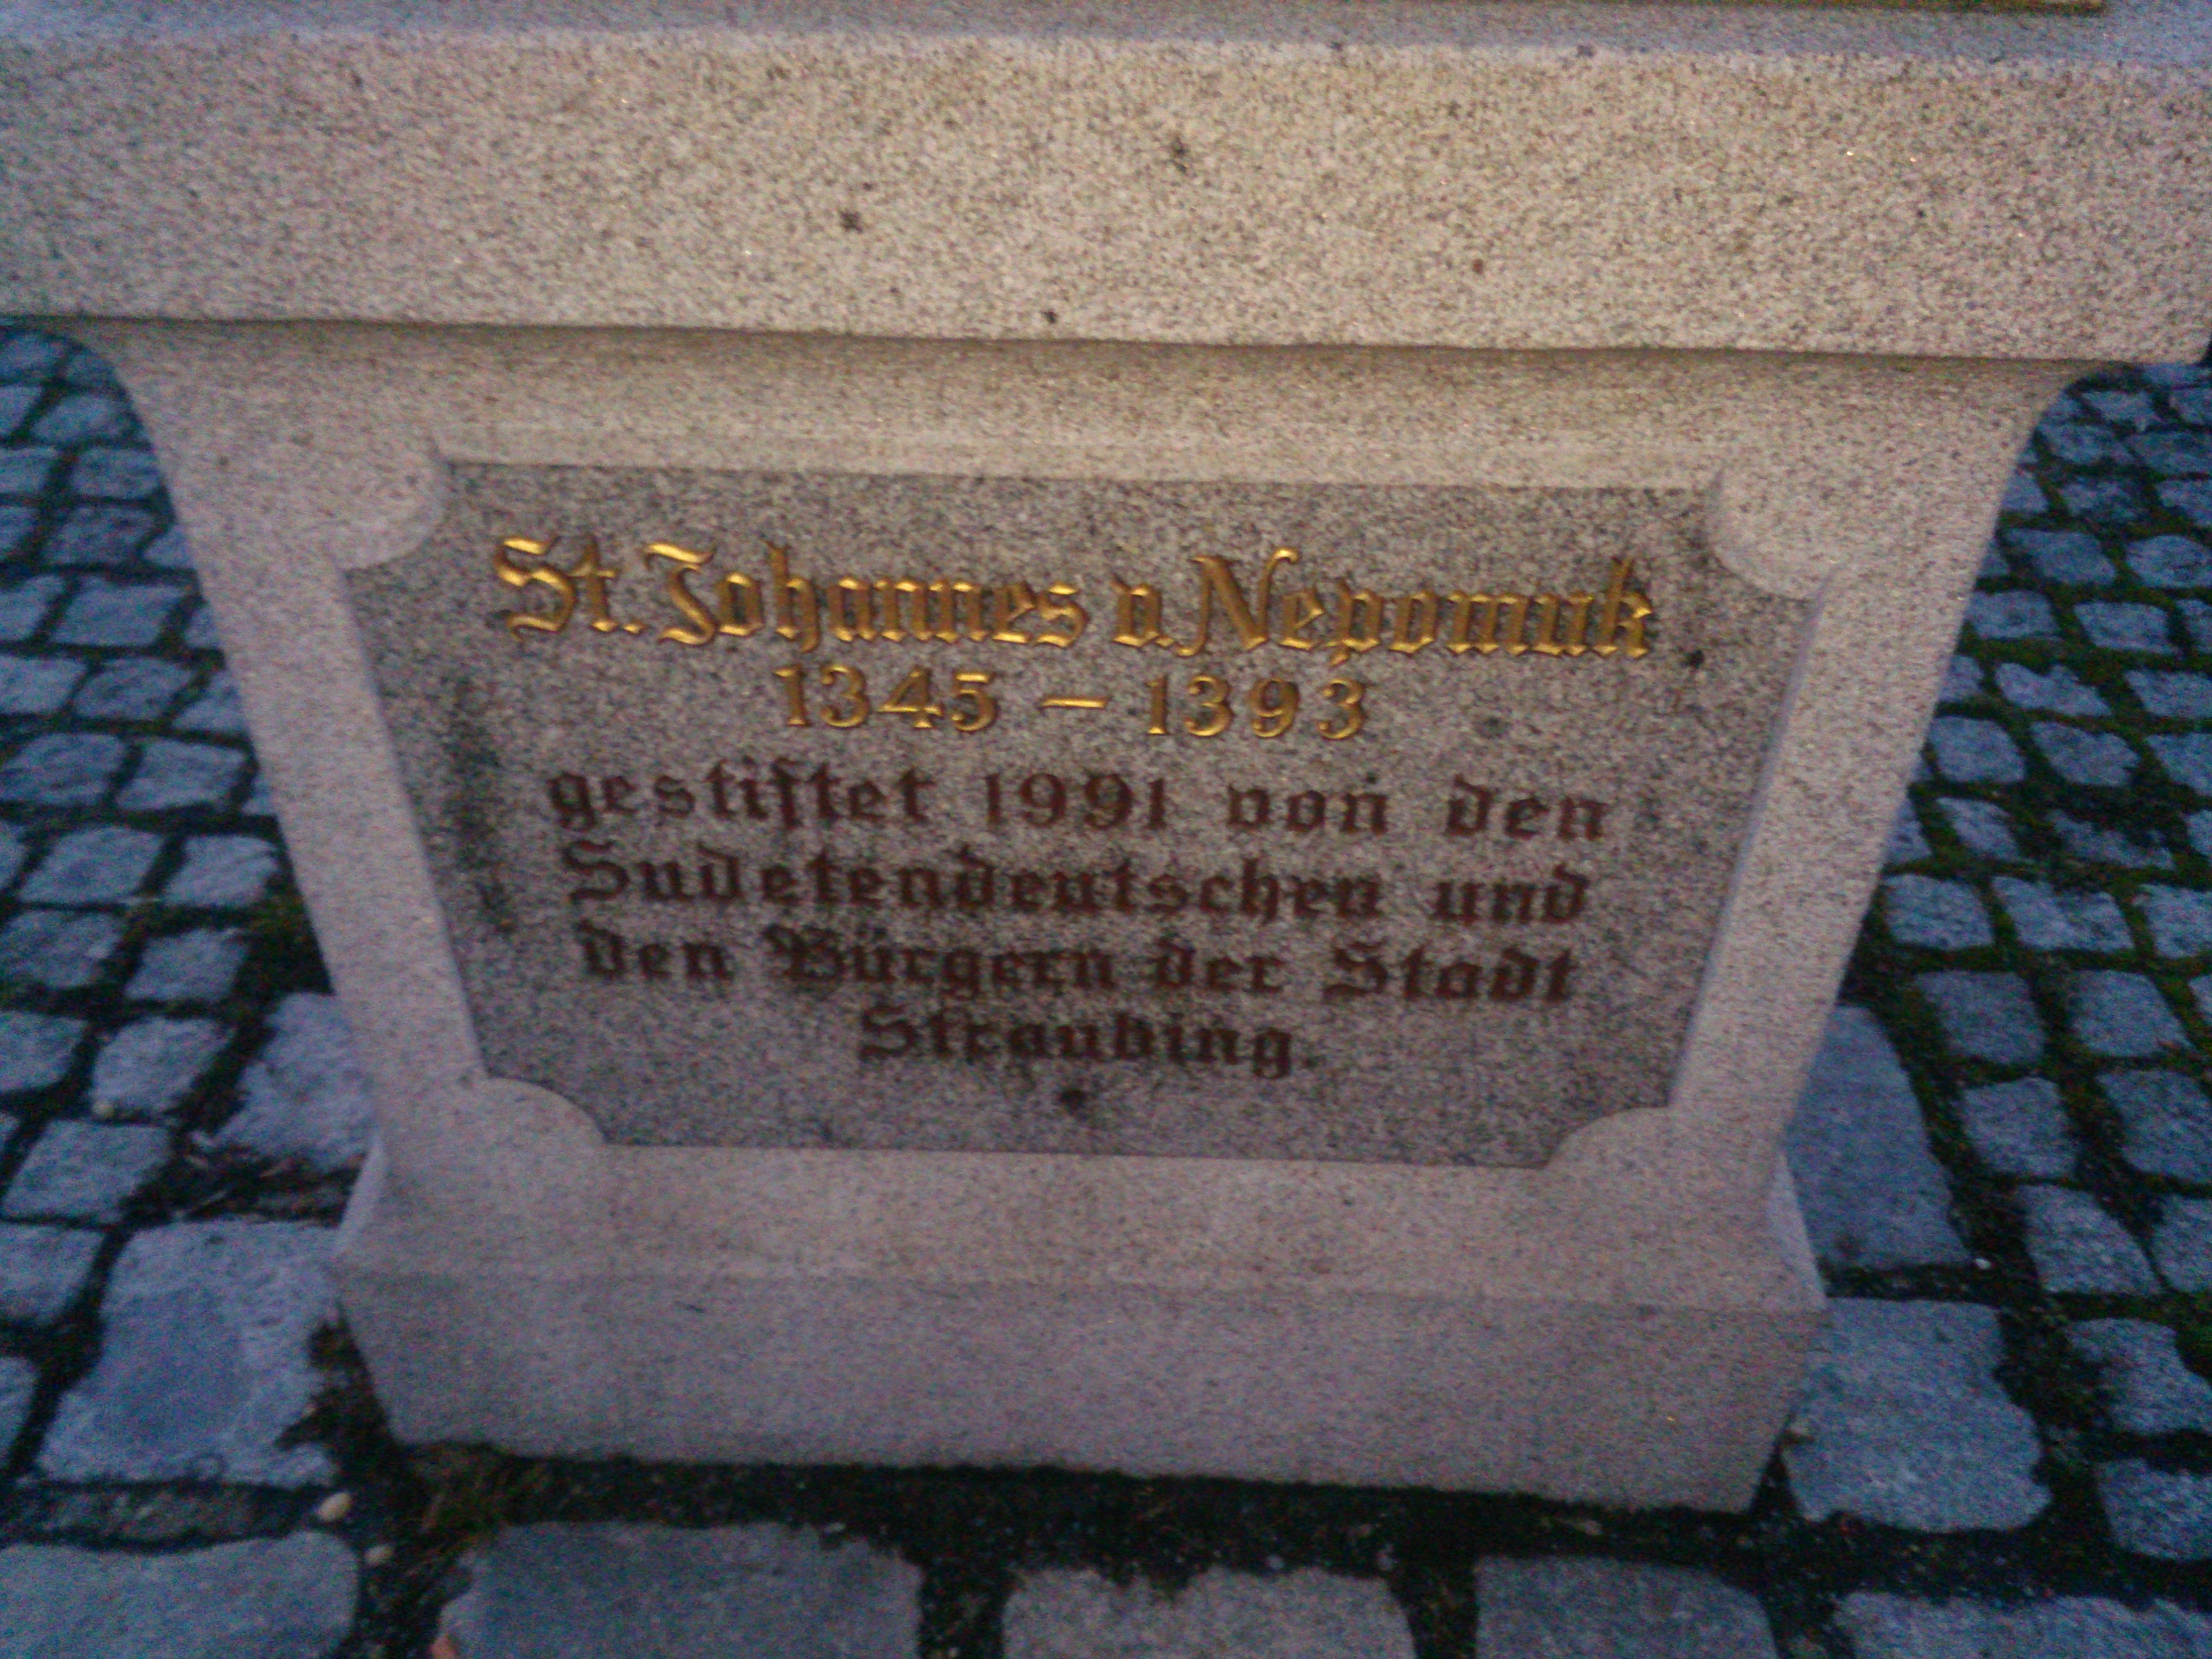 St. Johannes v. Nepomuk
1345 – 1393
gestiftet 1991 von den
Sudetendeutschen und
den Bürgern der Stadt
Straubing.